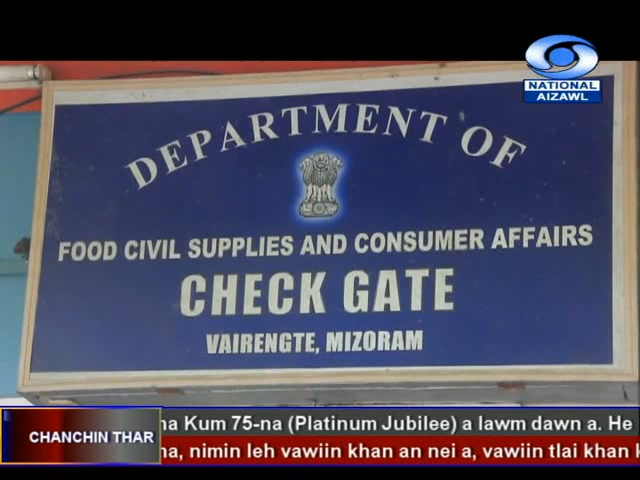 NATIONAL
AIZAWL
DEPARTMENT OF
FOOD CIVIL SUPPLIES AND CONSUMER AFFAIRS
CHECK GATE
VAIRENGTE, MIZORAM
CHANCHIN THAR
na Kum 75-na (Platinum Jubilee) a lawm dawn a. He
na, nimin leh vawiin khan an nei a, vawiin tlai khan